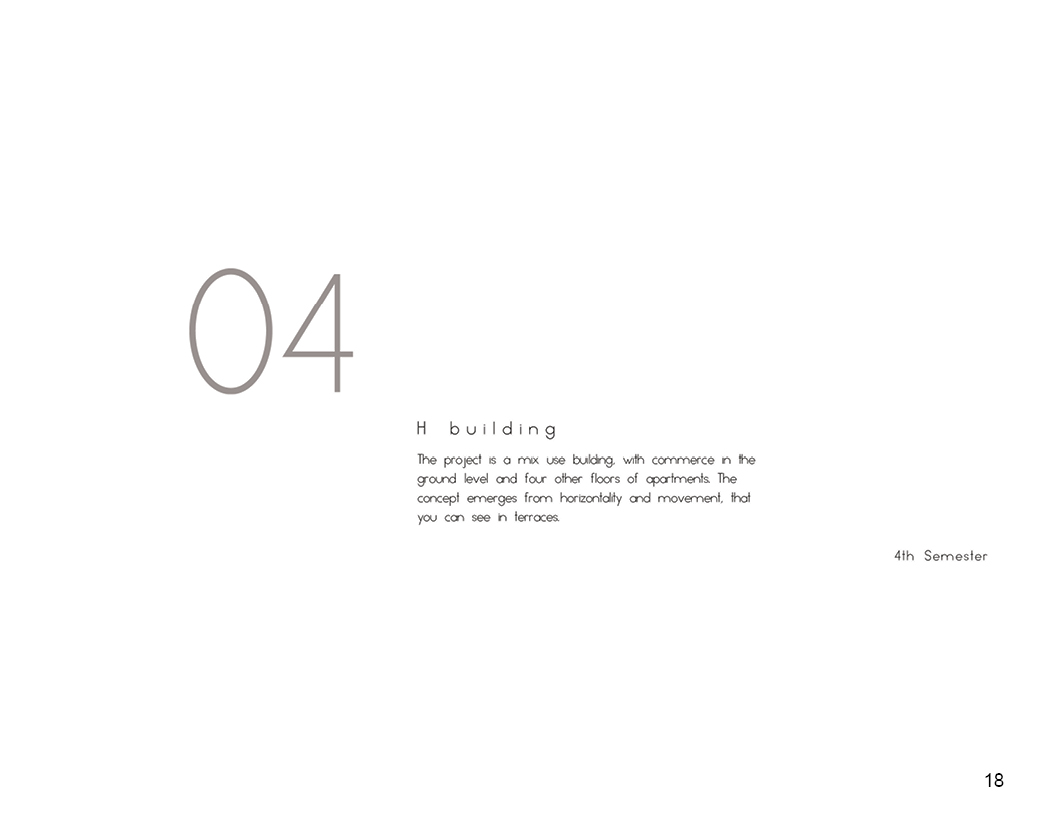 04
H building
The project is a mix use building, with commerce in the
ground level and four other floors of apartments. The
concept emerges from horizontality and movement, that
you can see in terraces.
4th Semester
18